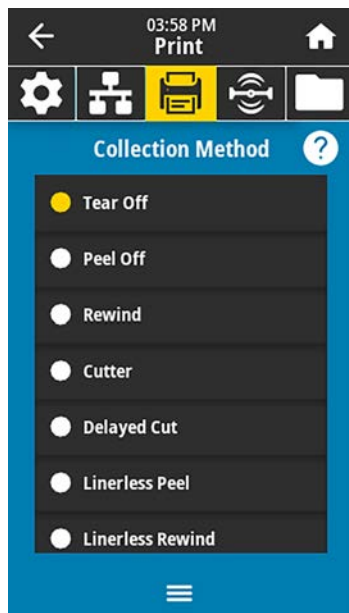 03:58 PM
Print
Collection Method
?
Tear Off
Peel Off
Rewind
Cutter
Delayed Cut
Linerless Peel
Linerless Rewind